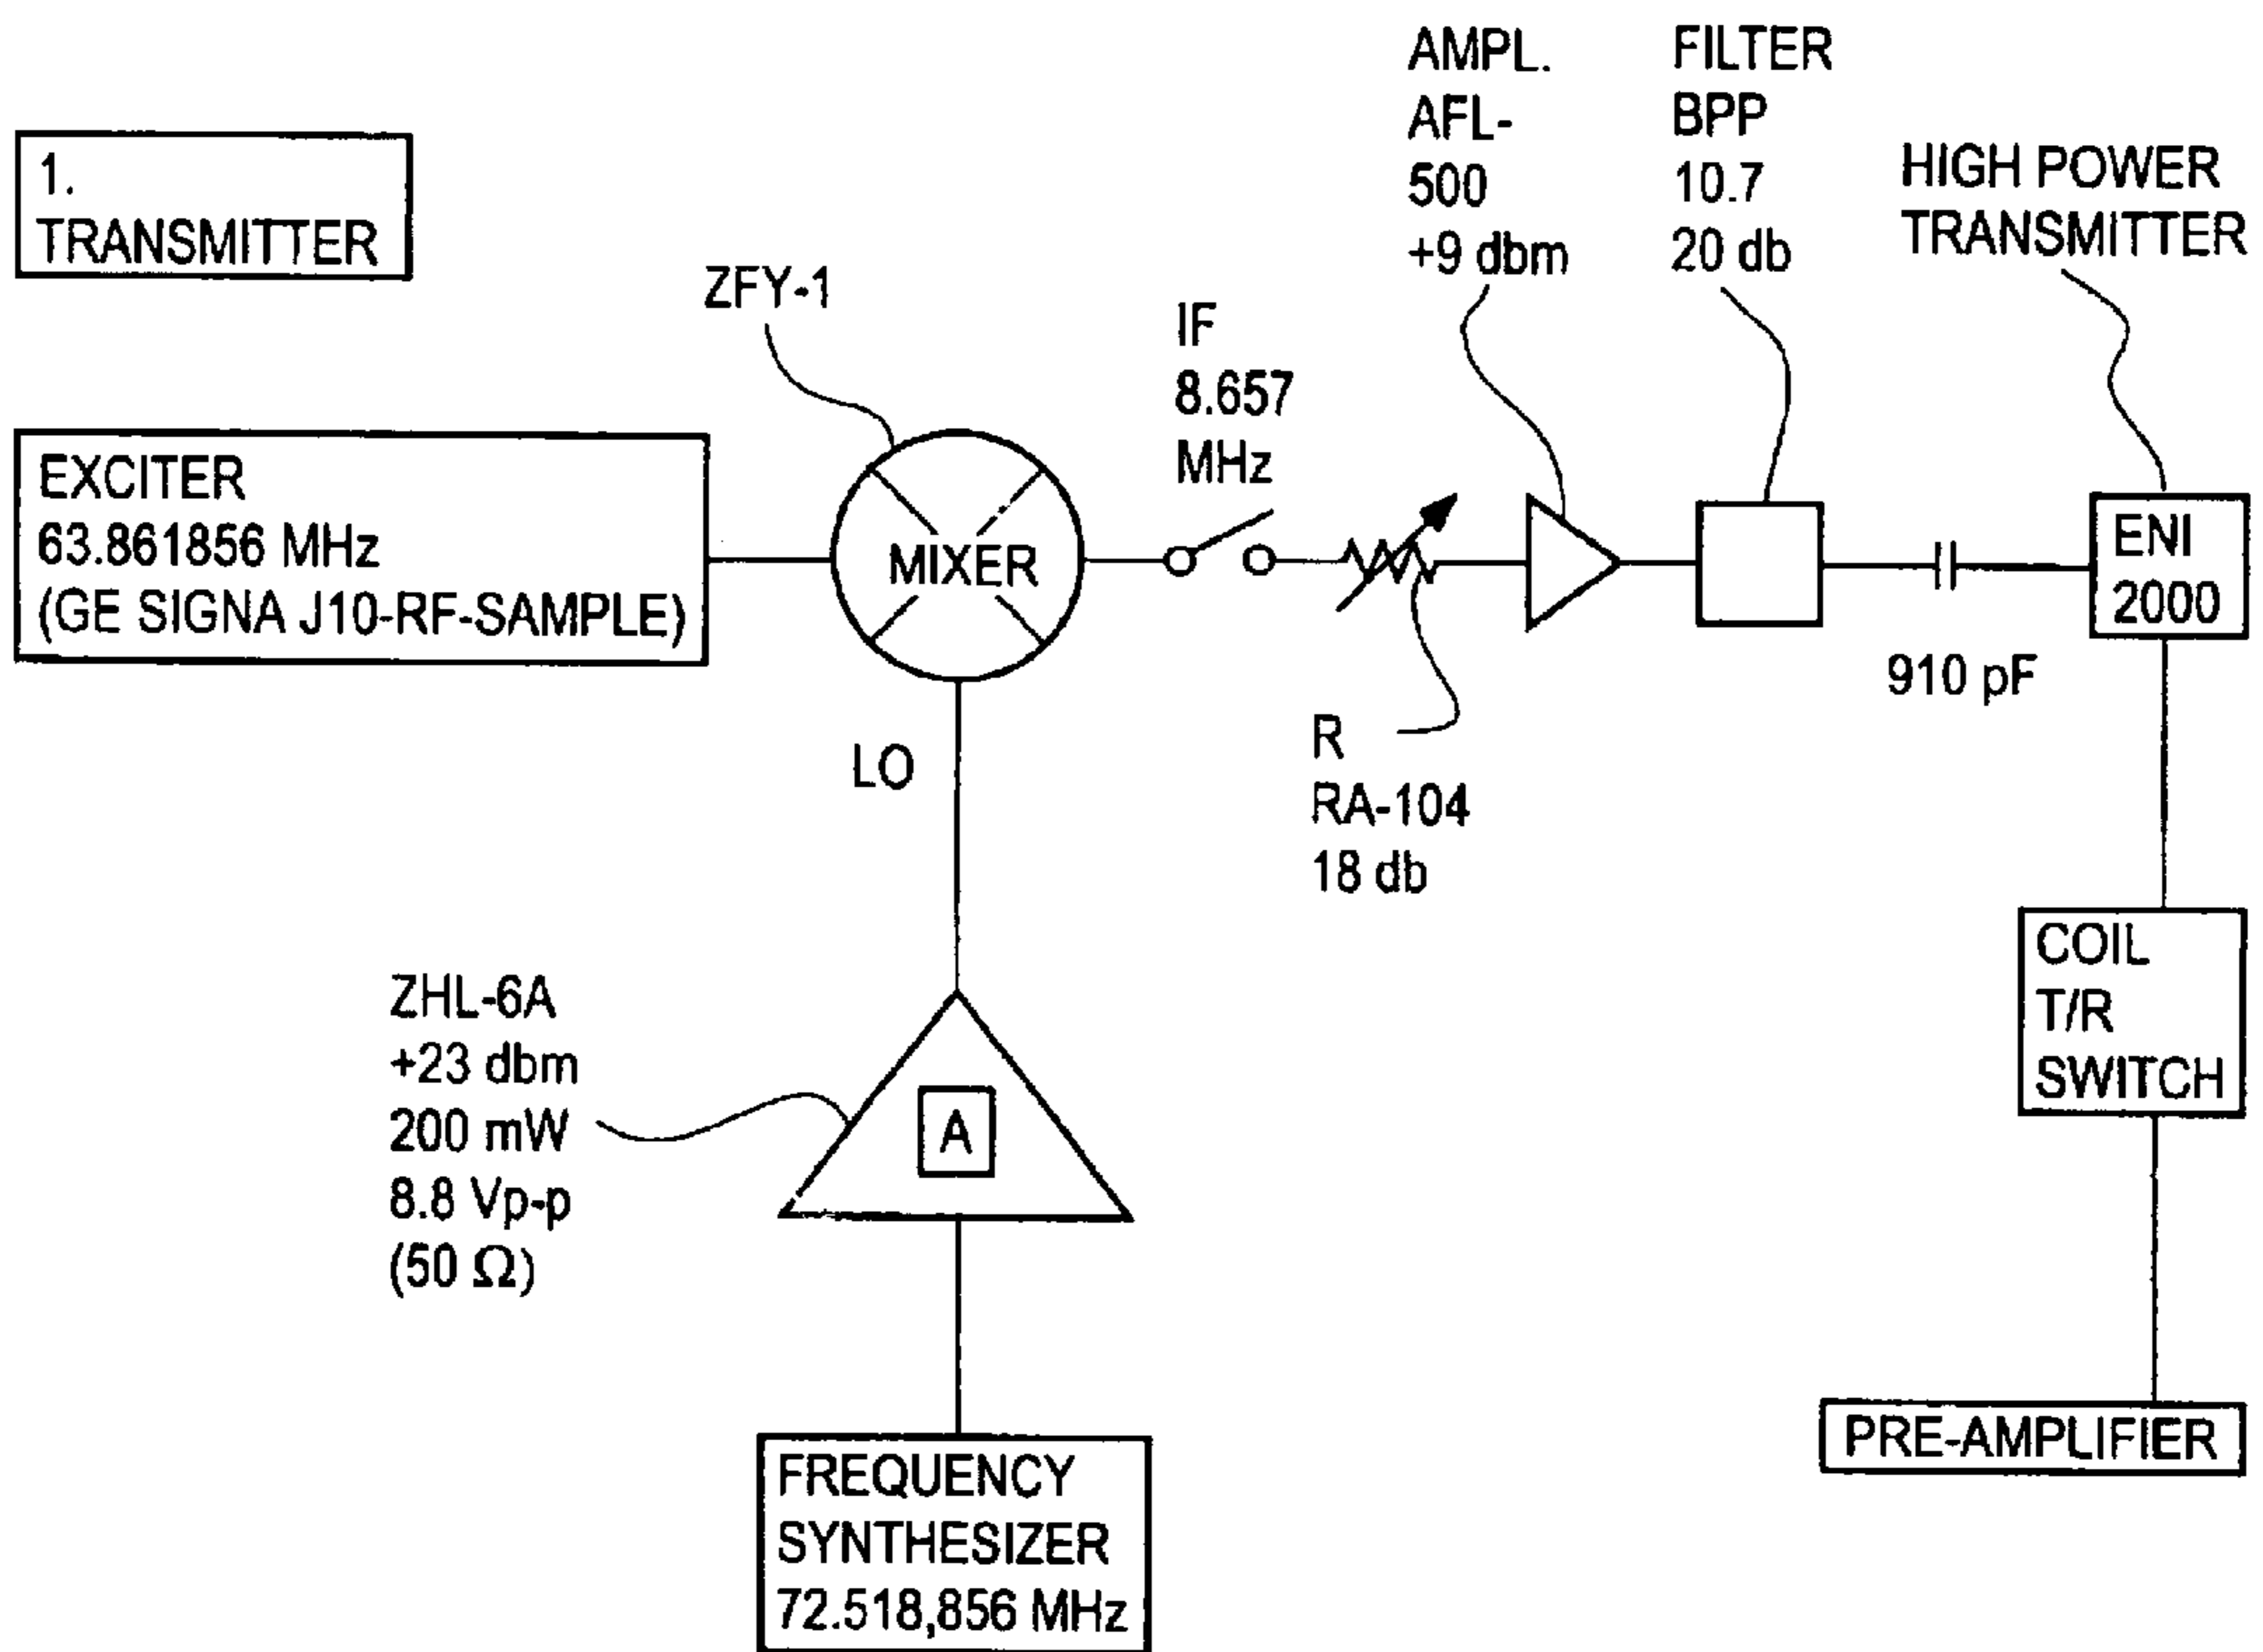 1.
TRANSMITTER
AMPL.
AFL-
500
+9 dbm
FILTER
BPP
10.7
20 db
HIGH POWER
TRANSMITTER
ZFY-1
IF
8.657
MHz
EXCITER
63.861856 MHz
(GE SIGNA J10-RF-SAMPLE)
MIXER
ENI
2000
910 pF
R
RA-104
18 db
LO
COIL
T/R
SWITCH
ZHL-6A
+23 dbm
200 mW
8.8 Vp-p
(50 Ω)
A
PRE-AMPLIFIER
FREQUENCY
SYNTHESIZER
72.518,856 MHz